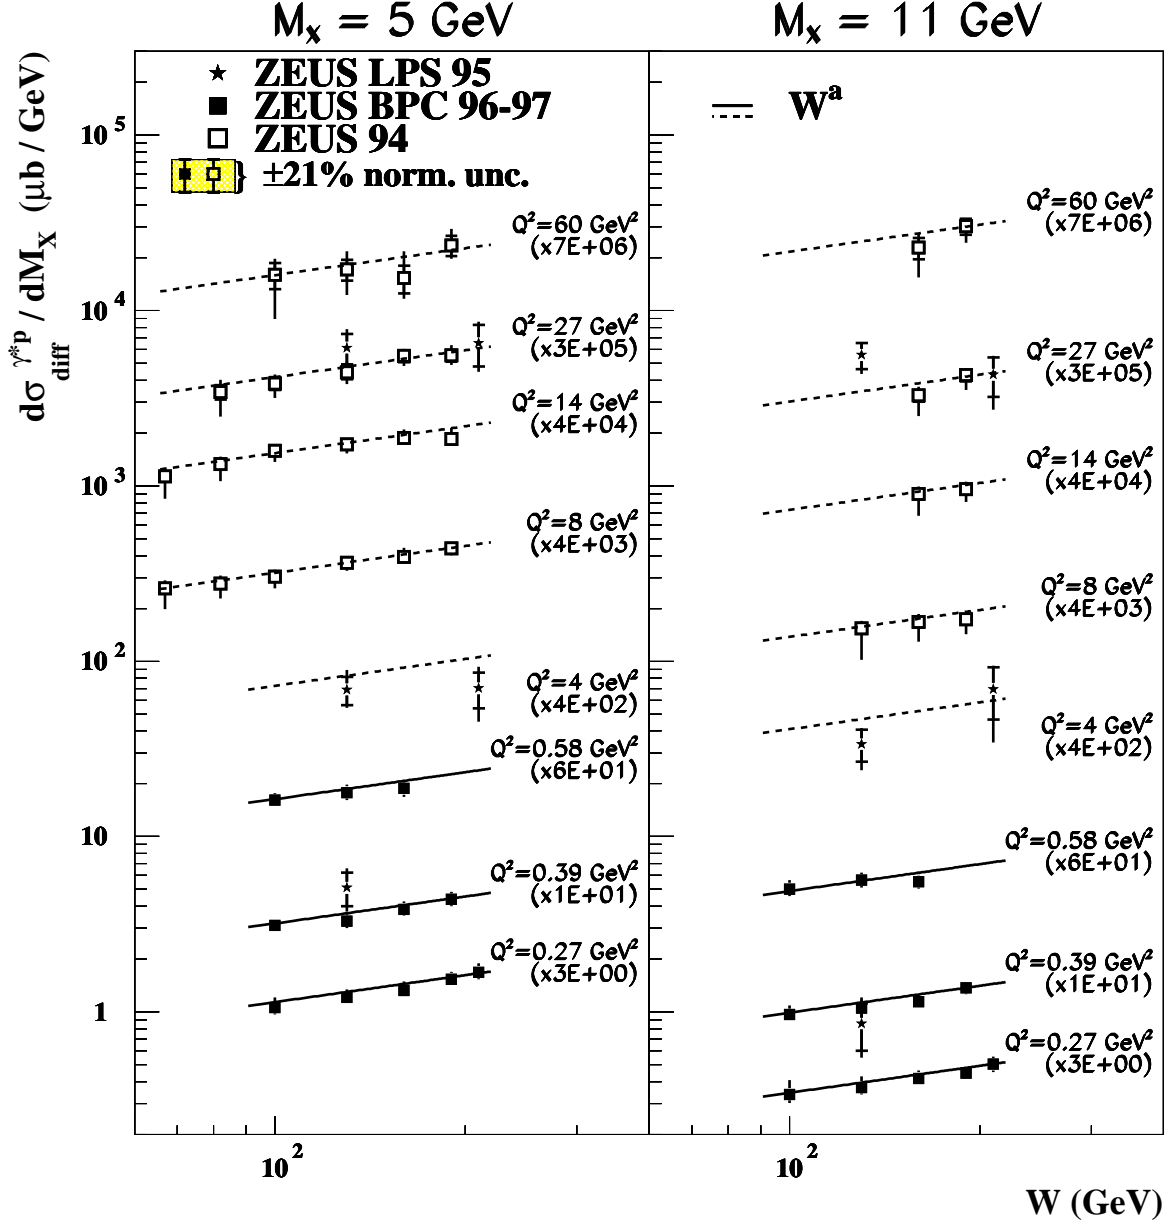 M_x = 5 GeV
M_x = 11 GeV
dσ^γ*p_diff / dM_X (μb / GeV)
★ ZEUS LPS 95
■ ZEUS BPC 96-97
□ ZEUS 94
} ±21% norm. unc.
W^a
10^5
10^4
10^3
10^2
10
1
Q²=60 GeV²
(x7E+06)
Q²=27 GeV²
(x3E+05)
Q²=14 GeV²
(x4E+04)
Q²=8 GeV²
(x4E+03)
Q²=4 GeV²
(x4E+02)
Q²=0.58 GeV²
(x6E+01)
Q²=0.39 GeV²
(x1E+01)
Q²=0.27 GeV²
(x3E+00)
Q²=60 GeV²
(x7E+06)
Q²=27 GeV²
(x3E+05)
Q²=14 GeV²
(x4E+04)
Q²=8 GeV²
(x4E+03)
Q²=4 GeV²
(x4E+02)
Q²=0.58 GeV²
(x6E+01)
Q²=0.39 GeV²
(x1E+01)
Q²=0.27 GeV²
(x3E+00)
10^2
10^2
W (GeV)